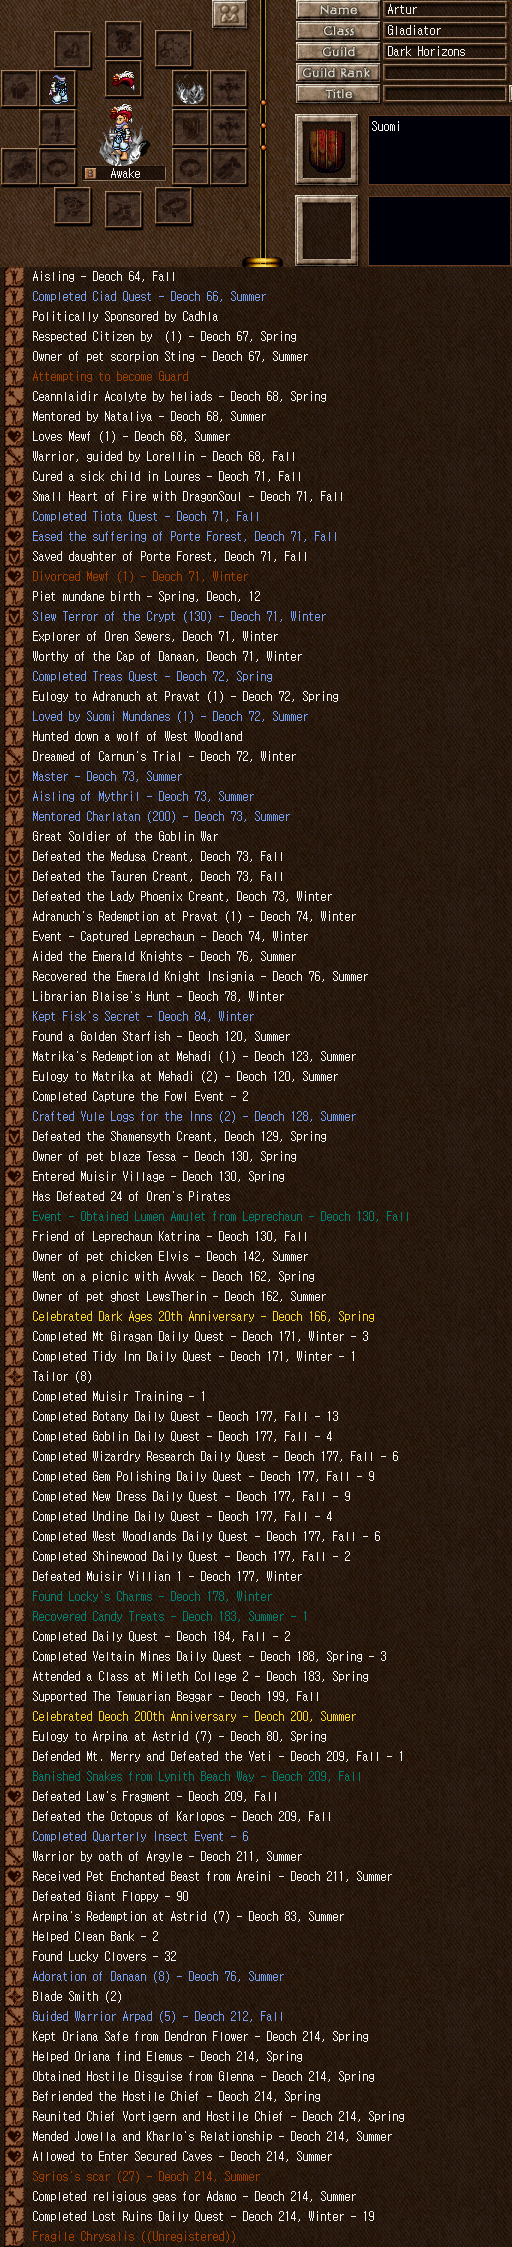 Name
Artur
Class
Gladiator
Guild
Dark Horizons
Guild Rank
Title
Suomi
Awake
Aisling - Deoch 64, Fall
Completed Ciad Quest - Deoch 66, Summer
Politically Sponsored by Cadhla
Respected Citizen by  (1) - Deoch 67, Spring
Owner of pet scorpion Sting - Deoch 67, Summer
Attempting to become Guard
Ceannlaidir Acolyte by heliads - Deoch 68, Spring
Mentored by Nataliya - Deoch 68, Summer
Loves Mewf (1) - Deoch 68, Summer
Warrior, guided by Lorellin - Deoch 68, Fall
Cured a sick child in Loures - Deoch 71, Fall
Small Heart of Fire with DragonSoul - Deoch 71, Fall
Completed Tiota Quest - Deoch 71, Fall
Eased the suffering of Porte Forest, Deoch 71, Fall
Saved daughter of Porte Forest, Deoch 71, Fall
Divorced Mewf (1) - Deoch 71, Winter
Piet mundane birth - Spring, Deoch, 12
Slew Terror of the Crypt (130) - Deoch 71, Winter
Explorer of Oren Sewers, Deoch 71, Winter
Worthy of the Cap of Danaan, Deoch 71, Winter
Completed Treas Quest - Deoch 72, Spring
Eulogy to Adranuch at Pravat (1) - Deoch 72, Spring
Loved by Suomi Mundanes (1) - Deoch 72, Summer
Hunted down a wolf of West Woodland
Dreamed of Carnun's Trial - Deoch 72, Winter
Master - Deoch 73, Summer
Aisling of Mythril - Deoch 73, Summer
Mentored Charlatan (200) - Deoch 73, Summer
Great Soldier of the Goblin War
Defeated the Medusa Creant, Deoch 73, Fall
Defeated the Tauren Creant, Deoch 73, Fall
Defeated the Lady Phoenix Creant, Deoch 73, Winter
Adranuch's Redemption at Pravat (1) - Deoch 74, Winter
Event - Captured Leprechaun - Deoch 74, Winter
Aided the Emerald Knights - Deoch 76, Summer
Recovered the Emerald Knight Insignia - Deoch 76, Summer
Librarian Blaise's Hunt - Deoch 78, Winter
Kept Fisk's Secret - Deoch 84, Winter
Found a Golden Starfish - Deoch 120, Summer
Matrika's Redemption at Mehadi (1) - Deoch 123, Summer
Eulogy to Matrika at Mehadi (2) - Deoch 120, Summer
Completed Capture the Fowl Event - 2
Crafted Yule Logs for the Inns (2) - Deoch 128, Summer
Defeated the Shamensyth Creant, Deoch 129, Spring
Owner of pet blaze Tessa - Deoch 130, Spring
Entered Muisir Village - Deoch 130, Spring
Has Defeated 24 of Oren's Pirates
Event - Obtained Lumen Amulet from Leprechaun - Deoch 130, Fall
Friend of Leprechaun Katrina - Deoch 130, Fall
Owner of pet chicken Elvis - Deoch 142, Summer
Went on a picnic with Avvak - Deoch 162, Spring
Owner of pet ghost LewsTherin - Deoch 162, Summer
Celebrated Dark Ages 20th Anniversary - Deoch 166, Spring
Completed Mt Giragan Daily Quest - Deoch 171, Winter - 3
Completed Tidy Inn Daily Quest - Deoch 171, Winter - 1
Tailor (8)
Completed Muisir Training - 1
Completed Botany Daily Quest - Deoch 177, Fall - 13
Completed Goblin Daily Quest - Deoch 177, Fall - 4
Completed Wizardry Research Daily Quest - Deoch 177, Fall - 6
Completed Gem Polishing Daily Quest - Deoch 177, Fall - 9
Completed New Dress Daily Quest - Deoch 177, Fall - 9
Completed Undine Daily Quest - Deoch 177, Fall - 4
Completed West Woodlands Daily Quest - Deoch 177, Fall - 6
Completed Shinewood Daily Quest - Deoch 177, Fall - 2
Defeated Muisir Villian 1 - Deoch 177, Winter
Found Locky's Charms - Deoch 178, Winter
Recovered Candy Treats - Deoch 183, Summer - 1
Completed Daily Quest - Deoch 184, Fall - 2
Completed Veltain Mines Daily Quest - Deoch 188, Spring - 3
Attended a Class at Mileth College 2 - Deoch 183, Spring
Supported The Temuarian Beggar - Deoch 199, Fall
Celebrated Deoch 200th Anniversary - Deoch 200, Summer
Eulogy to Arpina at Astrid (7) - Deoch 80, Spring
Defended Mt. Merry and Defeated the Yeti - Deoch 209, Fall - 1
Banished Snakes from Lynith Beach Way - Deoch 209, Fall
Defeated Law's Fragment - Deoch 209, Fall
Defeated the Octopus of Karlopos - Deoch 209, Fall
Completed Quarterly Insect Event - 6
Warrior by oath of Argyle - Deoch 211, Summer
Received Pet Enchanted Beast from Areini - Deoch 211, Summer
Defeated Giant Floppy - 90
Arpina's Redemption at Astrid (7) - Deoch 83, Summer
Helped Clean Bank - 2
Found Lucky Clovers - 32
Adoration of Danaan (8) - Deoch 76, Summer
Blade Smith (2)
Guided Warrior Arpad (5) - Deoch 212, Fall
Kept Oriana Safe from Dendron Flower - Deoch 214, Spring
Helped Oriana find Elemus - Deoch 214, Spring
Obtained Hostile Disguise from Glenna - Deoch 214, Spring
Befriended the Hostile Chief - Deoch 214, Spring
Reunited Chief Vortigern and Hostile Chief - Deoch 214, Spring
Mended Jowella and Kharlo's Relationship - Deoch 214, Summer
Allowed to Enter Secured Caves - Deoch 214, Summer
Sgrios's scar (27) - Deoch 214, Summer
Completed religious geas for Adamo - Deoch 214, Summer
Completed Lost Ruins Daily Quest - Deoch 214, Winter - 19
Fragile Chrysalis ((Unregistered))